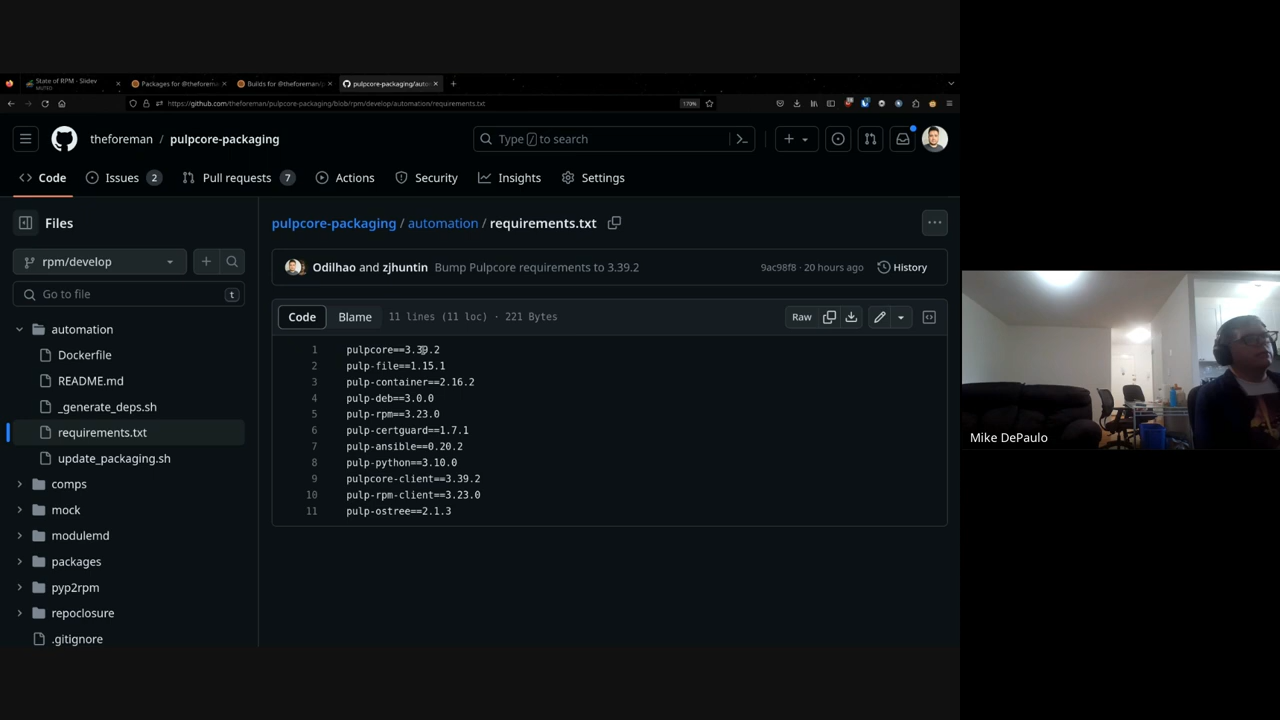 State of RPM - Slidev
Packages for @theforem
Builds for @theforeman/
pulpcore-packaging/auto
https://github.com/theforeman/pulpcore-packaging/blob/rpm/develop/automation/requirements.txt
170%
theforeman / pulpcore-packaging
Type / to search
Code
Issues 2
Pull requests 7
Actions
Security
Insights
Settings
Files
rpm/develop
Go to file t
automation
Dockerfile
README.md
_generate_deps.sh
requirements.txt
update_packaging.sh
comps
mock
modulemd
packages
pyp2rpm
repoclosure
.gitignore
pulpcore-packaging / automation / requirements.txt
Odilhao and zjhuntin Bump Pulpcore requirements to 3.39.2
9ac98f8 · 20 hours ago
History
Code Blame 11 lines (11 loc) · 221 Bytes
Raw
1 pulpcore==3.39.2
2 pulp-file==1.15.1
3 pulp-container==2.16.2
4 pulp-deb==3.0.0
5 pulp-rpm==3.23.0
6 pulp-certguard==1.7.1
7 pulp-ansible==0.20.2
8 pulp-python==3.10.0
9 pulpcore-client==3.39.2
10 pulp-rpm-client==3.23.0
11 pulp-ostree==2.1.3
Mike DePaulo